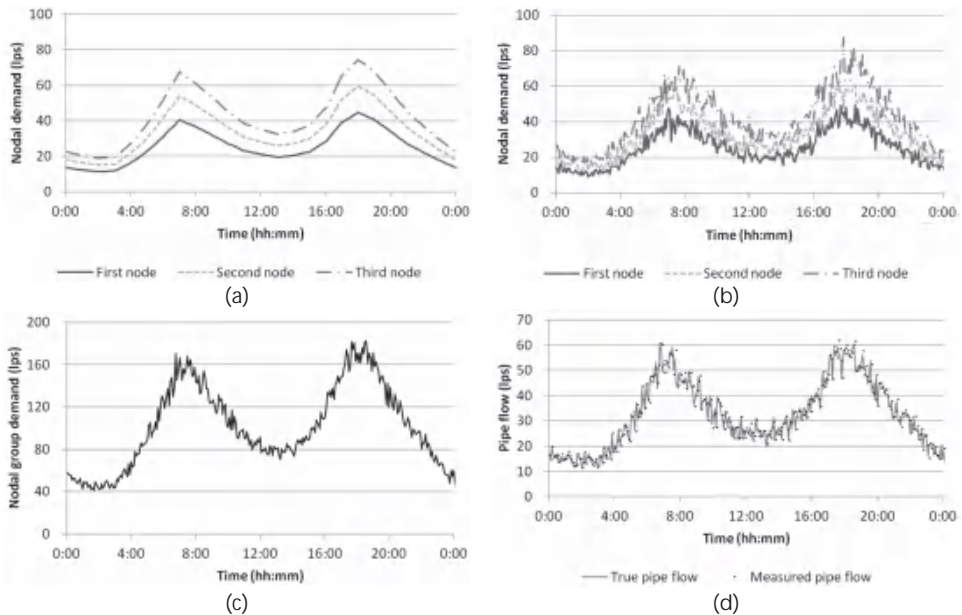 100
80
60
40
20
0
Nodal demand (lps)
0:00 4:00 8:00 12:00 16:00 20:00 0:00
Time (hh:mm)
First node Second node Third node
(a)
100
80
60
40
20
0
Nodal demand (lps)
0:00 4:00 8:00 12:00 16:00 20:00 0:00
Time (hh:mm)
First node Second node Third node
(b)
200
160
120
80
40
0
Nodal group demand (lps)
0:00 4:00 8:00 12:00 16:00 20:00 0:00
Time (hh:mm)
(c)
70
60
50
40
30
20
10
0
Pipe flow (lps)
0:00 4:00 8:00 12:00 16:00 20:00 0:00
Time (hh:mm)
True pipe flow Measured pipe flow
(d)